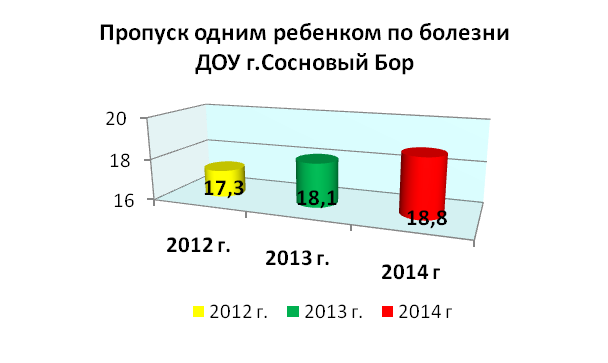 Пропуск одним ребенком по болезни
ДОУ г.Сосновый Бор
20
18
16
17,3
18,1
18,8
2012 г.
2013 г.
2014 г
2012 г.
2013 г.
2014 г